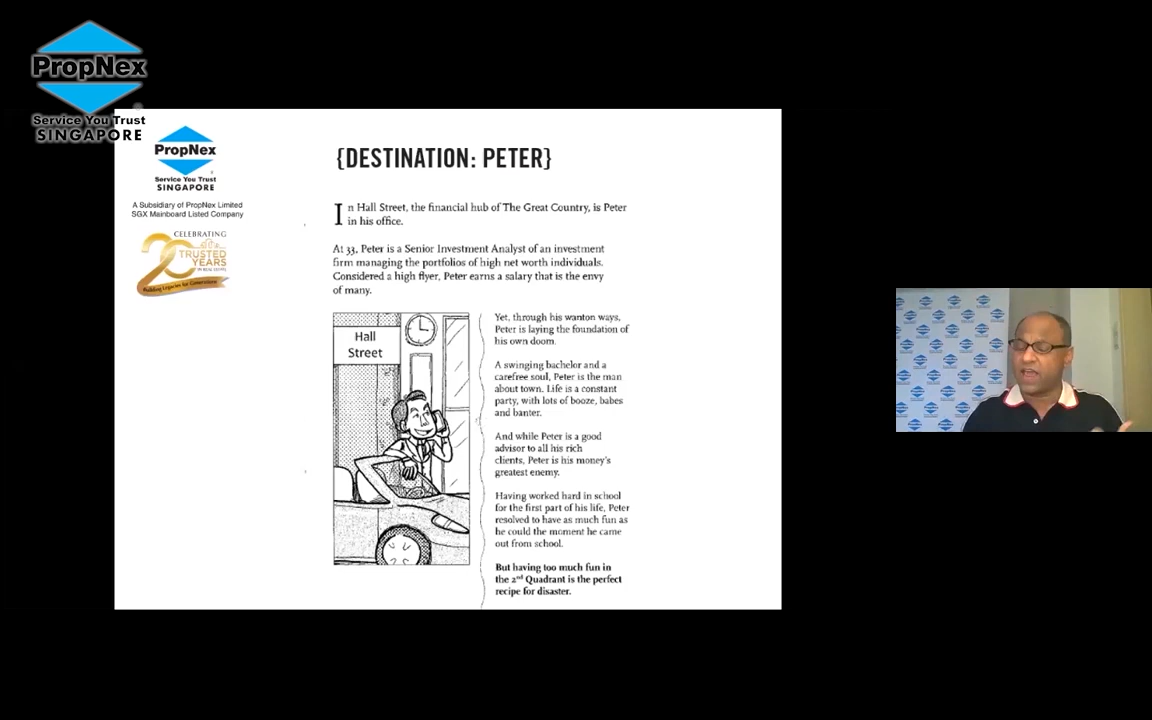 PropNex
Service You Trust
SINGAPORE
PropNex
Service You Trust
SINGAPORE
A Subsidiary of PropNex Limited
SGX Mainboard Listed Company
CELEBRATING
20
TRUSTED
YEARS
IN REAL ESTATE
Building Legacies for Generations
{DESTINATION: PETER}
In Hall Street, the financial hub of The Great Country, is Peter
in his office.
At 33, Peter is a Senior Investment Analyst of an investment
firm managing the portfolios of high net worth individuals.
Considered a high flyer, Peter earns a salary that is the envy
of many.
Hall
Street
Yet, through his wanton ways,
Peter is laying the foundation of
his own doom.
A swinging bachelor and a
carefree soul, Peter is the man
about town. Life is a constant
party, with lots of booze, babes
and banter.
And while Peter is a good
advisor to all his rich
clients, Peter is his money's
greatest enemy.
Having worked hard in school
for the first part of his life, Peter
resolved to have as much fun as
he could the moment he came
out from school.
But having too much fun in
the 2nd Quadrant is the perfect
recipe for disaster.